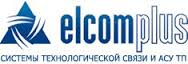 elcomplus
СИСТЕМЫ ТЕХНОЛОГИЧЕСКОЙ СВЯЗИ И АСУ ТП